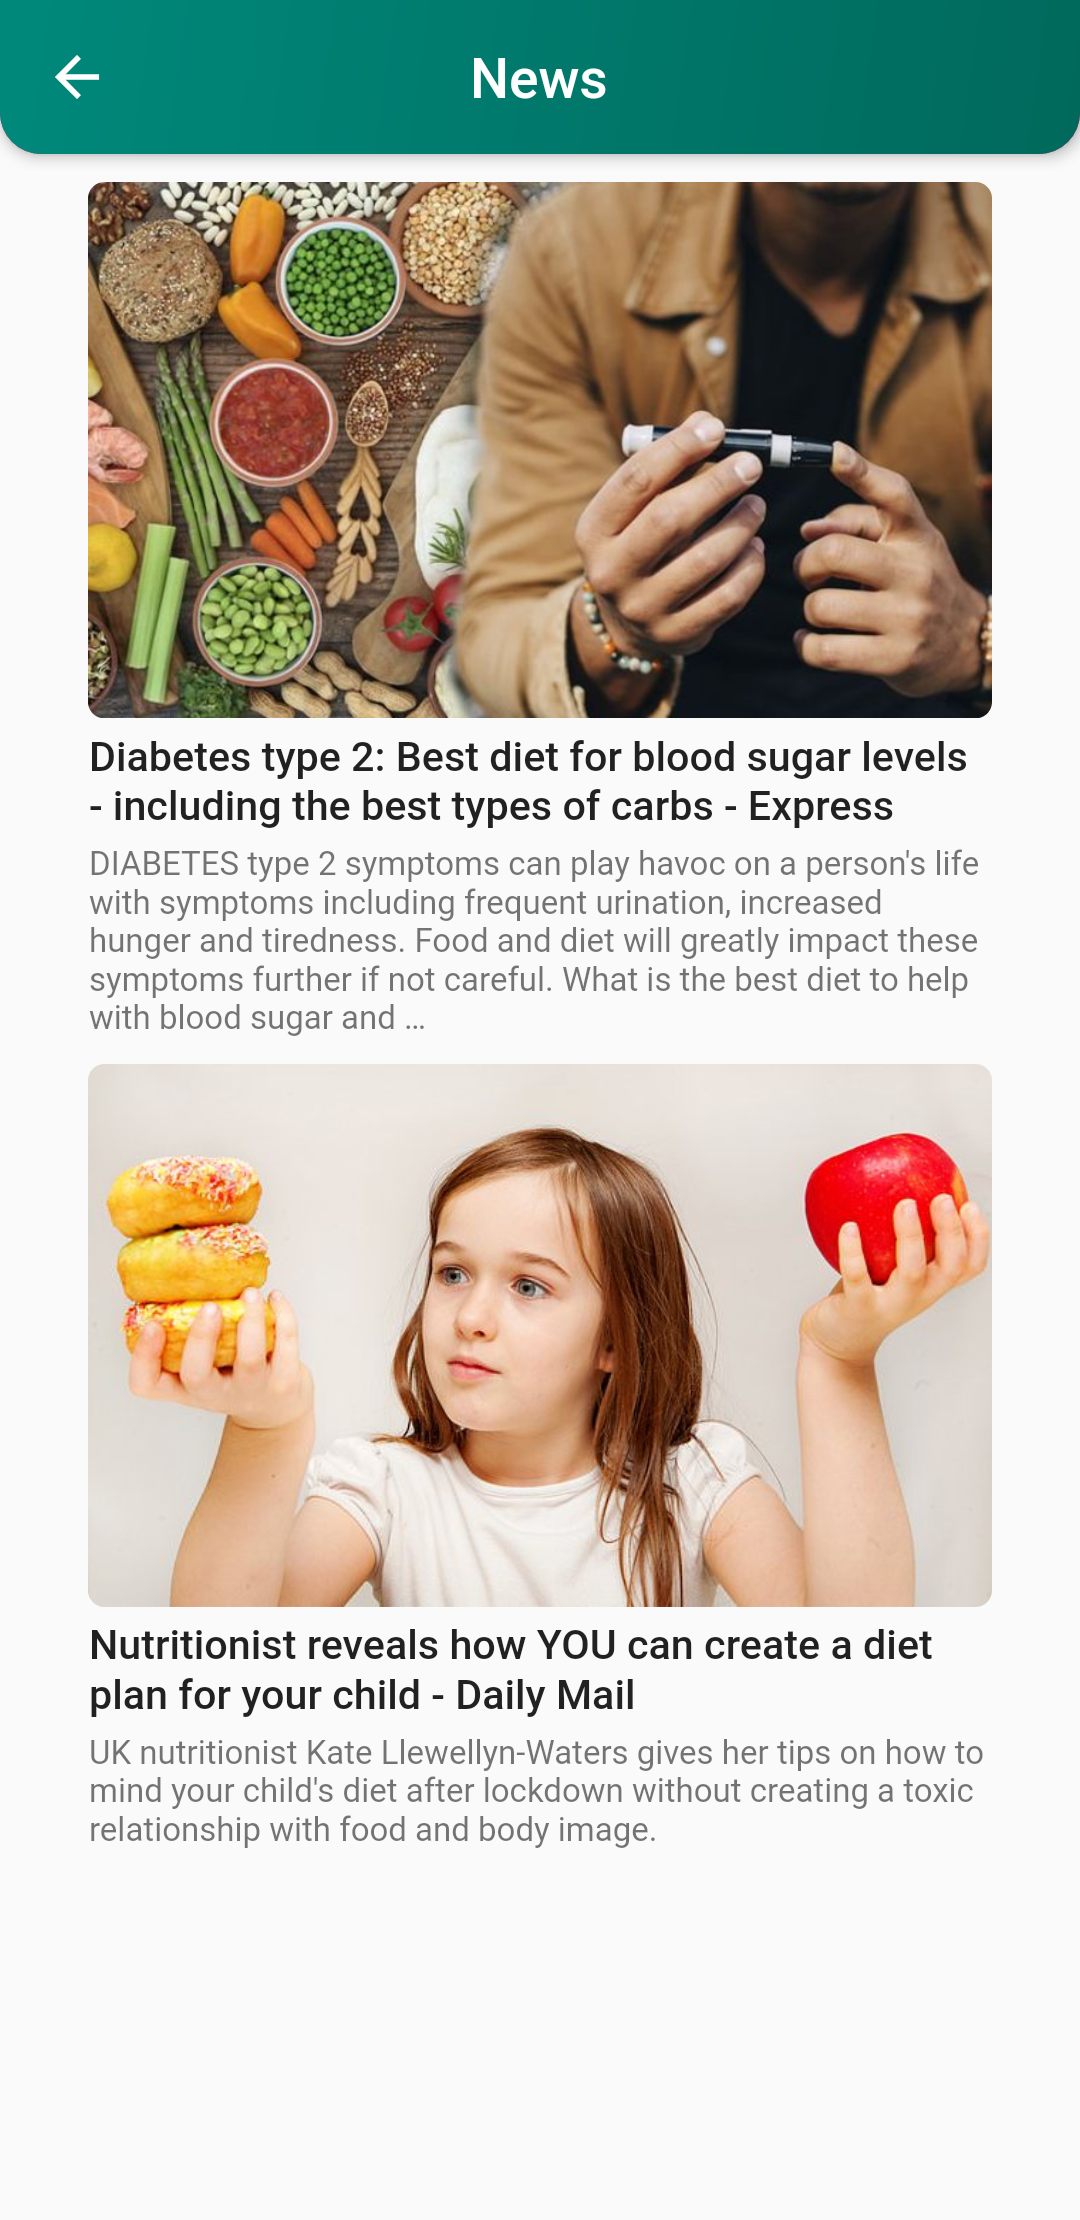 News
Diabetes type 2: Best diet for blood sugar levels
- including the best types of carbs - Express
DIABETES type 2 symptoms can play havoc on a person's life
with symptoms including frequent urination, increased
hunger and tiredness. Food and diet will greatly impact these
symptoms further if not careful. What is the best diet to help
with blood sugar and …
Nutritionist reveals how YOU can create a diet
plan for your child - Daily Mail
UK nutritionist Kate Llewellyn-Waters gives her tips on how to
mind your child's diet after lockdown without creating a toxic
relationship with food and body image.